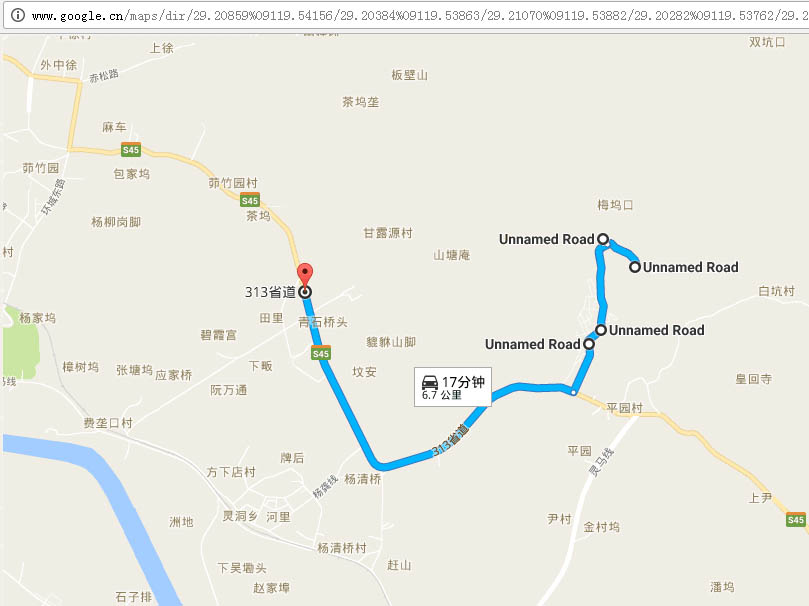 www.google.cn/maps/dir/29.20859%09119.54156/29.20384%09119.53863/29.21070%09119.53882/29.20282%09119.53762/29.2
双坑口
上徐
外中徐
赤松路
板壁山
茶坞垄
麻车
S45
茆竹园
包家坞
茆竹园村
环城东路
S45
梅坞口
茶坞
杨柳岗脚
甘露源村
Unnamed Road
村
山塘庵
Unnamed Road
313省道
白坑村
杨家坞
田里
青石桥头
Unnamed Road
碧霞宫
貔貅山脚
Unnamed Road
S45
樟树坞
张塘坞
应家桥
下畈
坟安
皇回寺
马线
17分钟
6.7 公里
阮万通
平园村
费垄口村
313省道
平园
牌后
灵马线
方下店村
杨清桥
杨龚线
上尹
洲地
灵洞乡
河里
尹村
金村坞
S45
杨清桥村
下吴塘头
赶山
赵家埠
潘坞
石子排